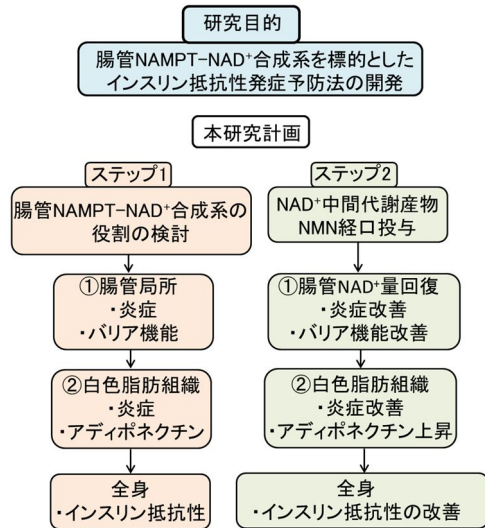 研究目的
腸管NAMPT-NAD⁺合成系を標的とした
インスリン抵抗性発症予防法の開発
本研究計画
ステップ1
腸管NAMPT-NAD⁺合成系の
役割の検討
①腸管局所
・炎症
・バリア機能
②白色脂肪組織
・炎症
・アディポネクチン
全身
・インスリン抵抗性
ステップ2
NAD⁺中間代謝産物
NMN経口投与
①腸管NAD⁺量回復
・炎症改善
・バリア機能改善
②白色脂肪組織
・炎症改善
・アディポネクチン上昇
全身
・インスリン抵抗性の改善